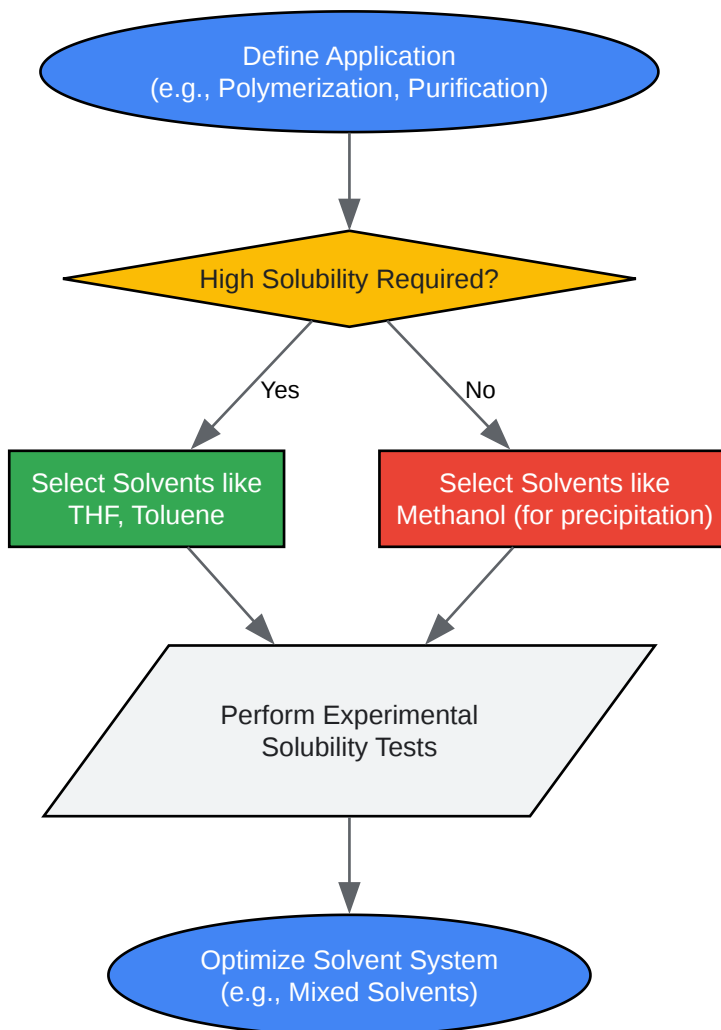 Define Application
(e.g., Polymerization, Purification)
High Solubility Required?
Yes
No
Select Solvents like
THF, Toluene
Select Solvents like
Methanol (for precipitation)
Perform Experimental
Solubility Tests
Optimize Solvent System
(e.g., Mixed Solvents)